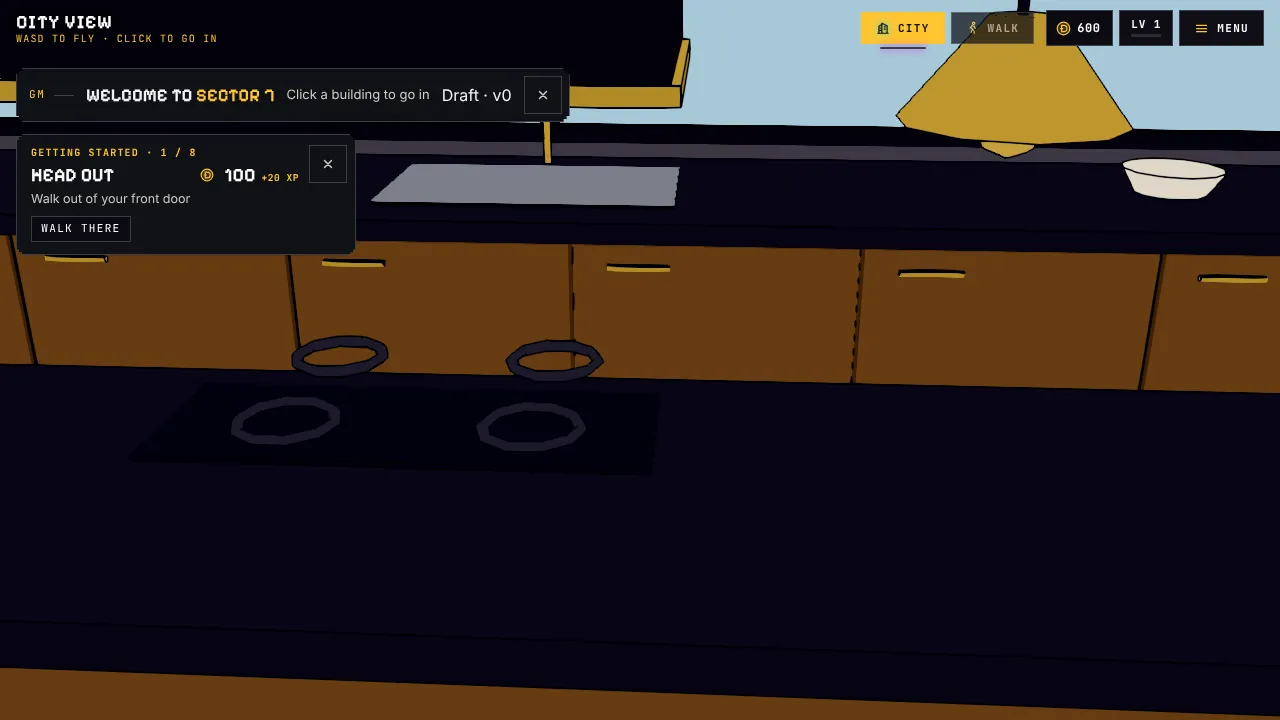 CITY VIEW
WASD TO FLY · CLICK TO GO IN
CITY
WALK
600
LV 1
MENU
GM
WELCOME TO SECTOR 7
Click a building to go in
Draft · v0
GETTING STARTED · 1 / 8
HEAD OUT
100 +20 XP
Walk out of your front door
WALK THERE